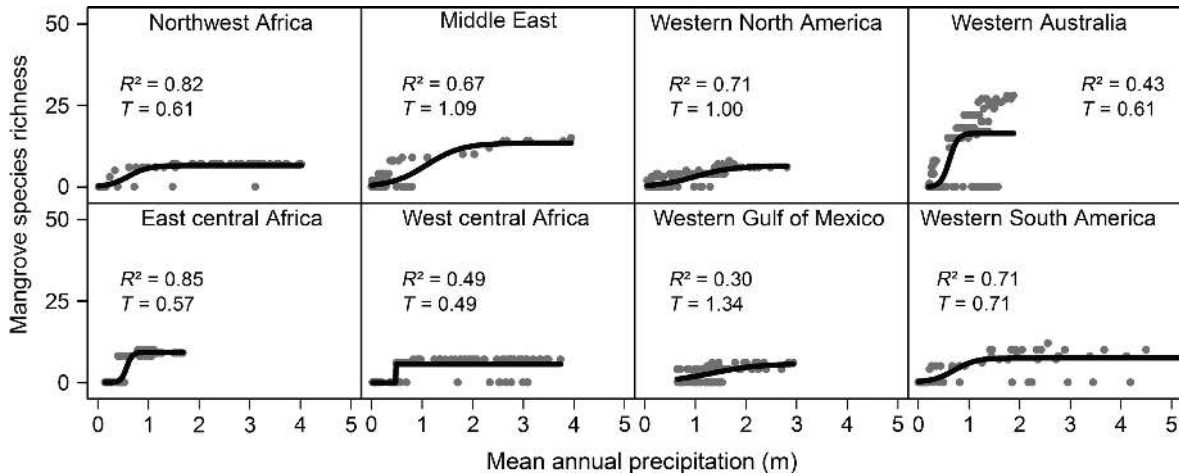 Mangrove species richness
50
25
0
50
25
0
Northwest Africa
R² = 0.82
T = 0.61
Middle East
R² = 0.67
T = 1.09
Western North America
R² = 0.71
T = 1.00
Western Australia
R² = 0.43
T = 0.61
East central Africa
R² = 0.85
T = 0.57
West central Africa
R² = 0.49
T = 0.49
Western Gulf of Mexico
R² = 0.30
T = 1.34
Western South America
R² = 0.71
T = 0.71
0 1 2 3 4 5 0 1 2 3 4 5 0 1 2 3 4 5 0 1 2 3 4 5
Mean annual precipitation (m)